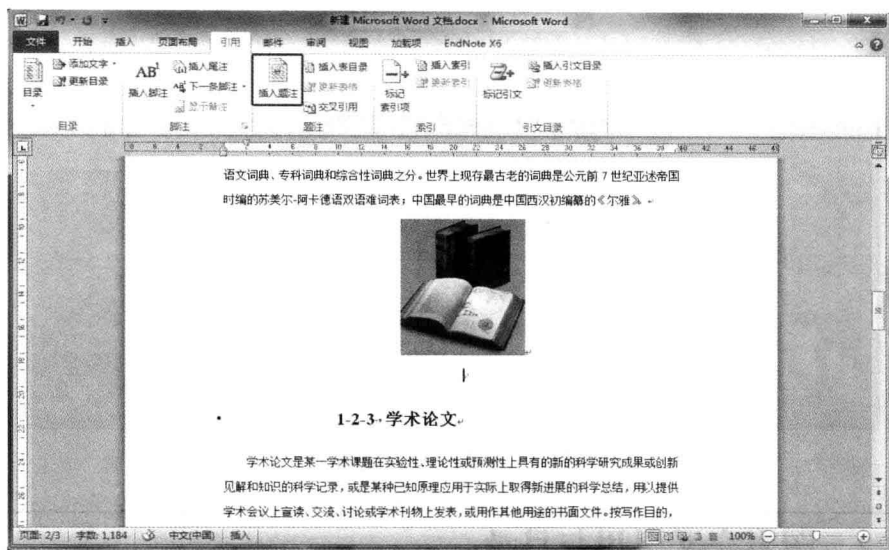 新建 Microsoft Word 文档.docx - Microsoft Word
文件 开始 插入 页面布局 引用 邮件 审阅 视图 加载项 EndNote X6
添加文字 插入尾注 插入表目录 插入索引 插入引文目录
更新目录 AB¹ 下一条脚注 更新表格 更新索引 更新表格
目录 插入脚注 显示备注 插入题注 交叉引用 标记索引项 标记引文
目录 脚注 题注 索引 引文目录
语文词典、专科词典和综合性词典之分。世界上现存最古老的词典是公元前 7 世纪亚述帝国
时编的苏美尔-阿卡德语双语难词表；中国最早的词典是中国西汉初编纂的《尔雅》
1-2-3 学术论文
学术论文是某一学术课题在实验性、理论性或预测性上具有的新的科学研究成果或创新
见解和知识的科学记录，或是某种已知原理应用于实际上取得新进展的科学总结，用以提供
学术会议上宣读、交流、讨论或学术刊物上发表，或用作其他用途的书面文件。按写作目的，
页面: 2/3 字数: 1,184 中文(中国) 插入 100%